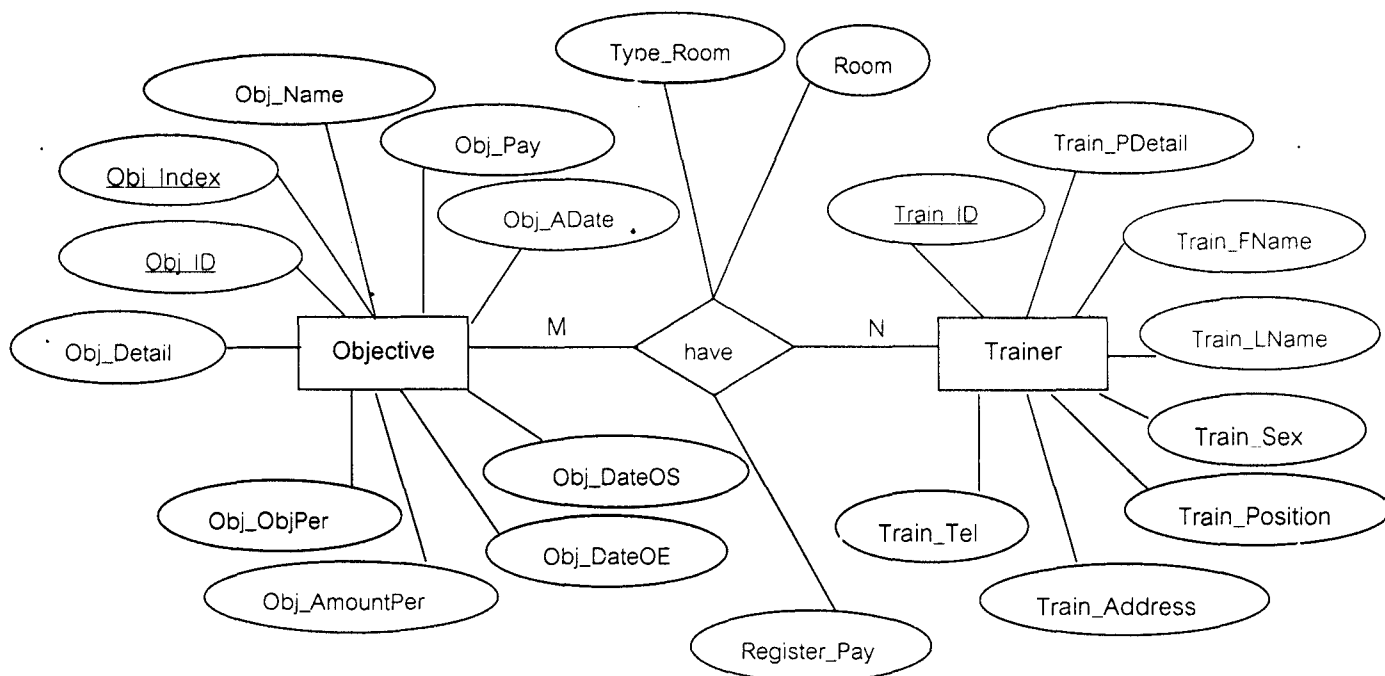 Type_Room
Room
Obj_Name
Obj_Pay
Train_PDetail
Obj_Index
Train_ID
Obj_ADate
Train_FName
Obj_ID
Obj_Detail
Objective
M
have
N
Trainer
Train_LName
Train_Sex
Obj_DateOS
Obj_ObjPer
Train_Tel
Train_Position
Obj_DateOE
Obj_AmountPer
Train_Address
Register_Pay